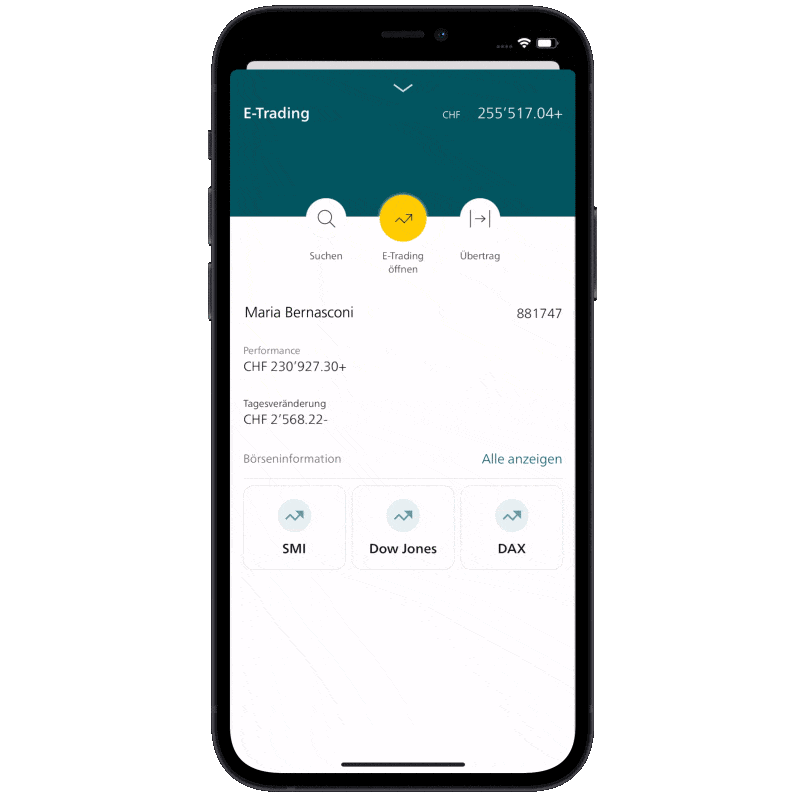 E-Trading CHF 255’517.04+
Suchen E-Trading Übertrag
öffnen
Maria Bernasconi 881747
Performance
CHF 230’927.30+
Tagesveränderung
CHF 2’568.22-
Börseninformation Alle anzeigen
SMI Dow Jones DAX